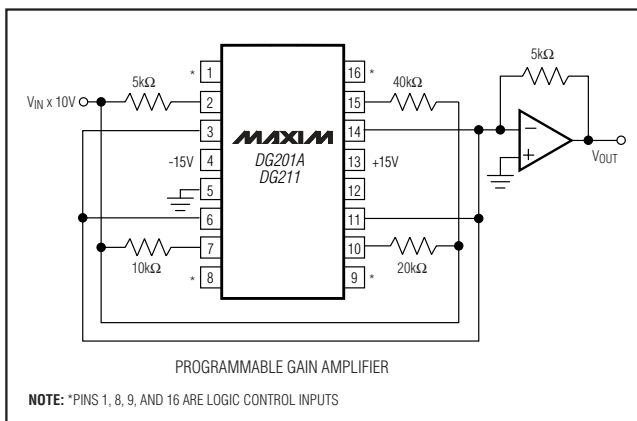 5kΩ
* 1
16 *
5kΩ
40kΩ
VIN x 10V
2
15
3
14
MAXIM
-15V
4
DG201A
13
+15V
DG211
5
12
−
+
VOUT
6
11
7
10
10kΩ
20kΩ
* 8
9 *
PROGRAMMABLE GAIN AMPLIFIER
NOTE: *PINS 1, 8, 9, AND 16 ARE LOGIC CONTROL INPUTS